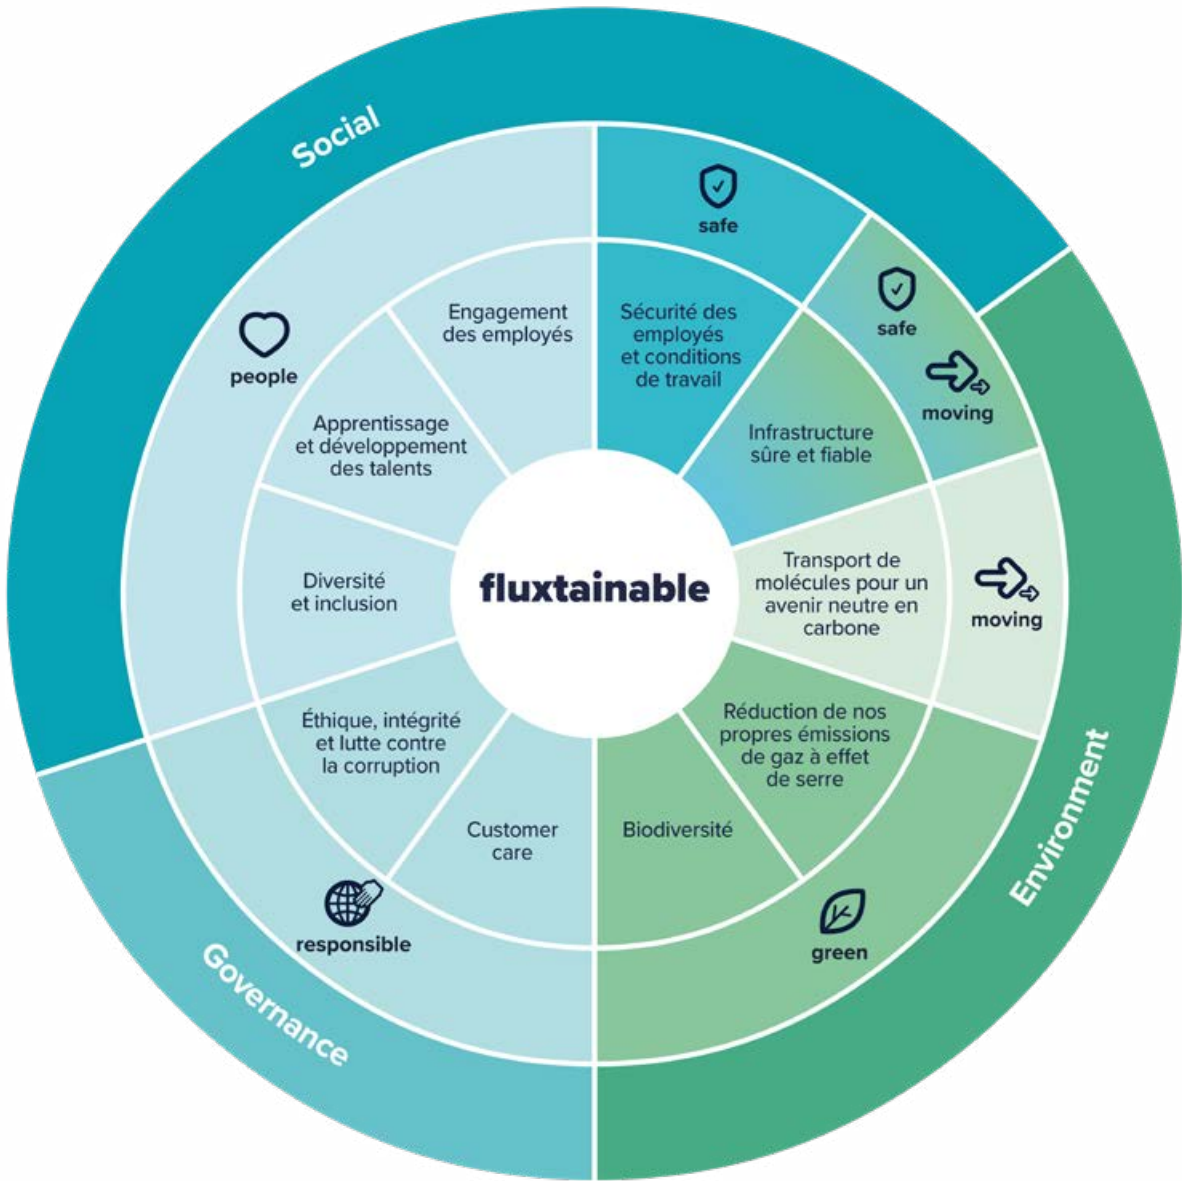 Social
safe
safe
moving
people
Engagement
des employés
Sécurité des
employés
et conditions
de travail
Apprentissage
et développement
des talents
Infrastructure
sûre et fiable
Diversité
et inclusion
fluxtainable
Transport de
molécules pour un
avenir neutre en
carbone
moving
Éthique, intégrité
et lutte contre
la corruption
Réduction de nos
propres émissions
de gaz à effet
de serre
Customer
care
Biodiversité
responsible
green
Governance
Environment